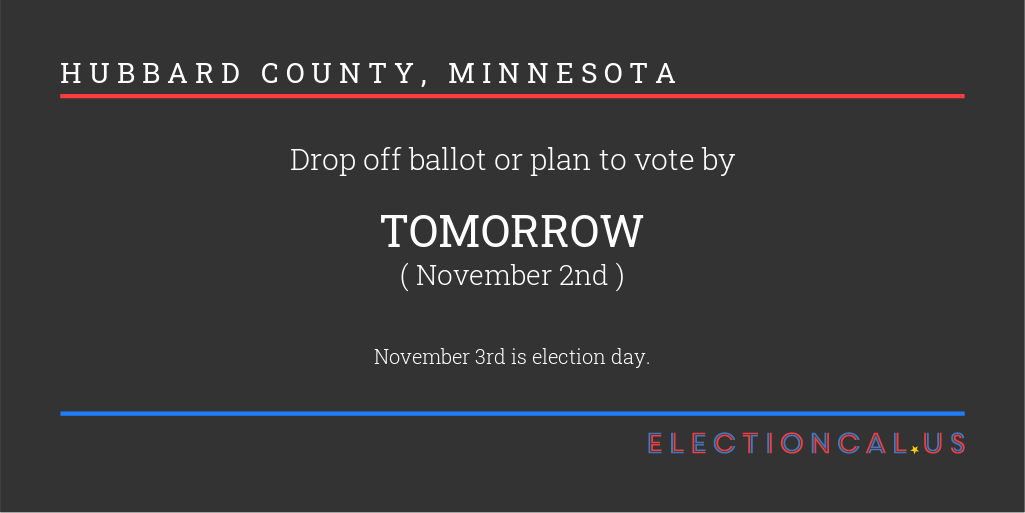 HUBBARD COUNTY, MINNESOTA
Drop off ballot or plan to vote by
TOMORROW
( November 2nd )
November 3rd is election day.
ELECTIONCAL.US